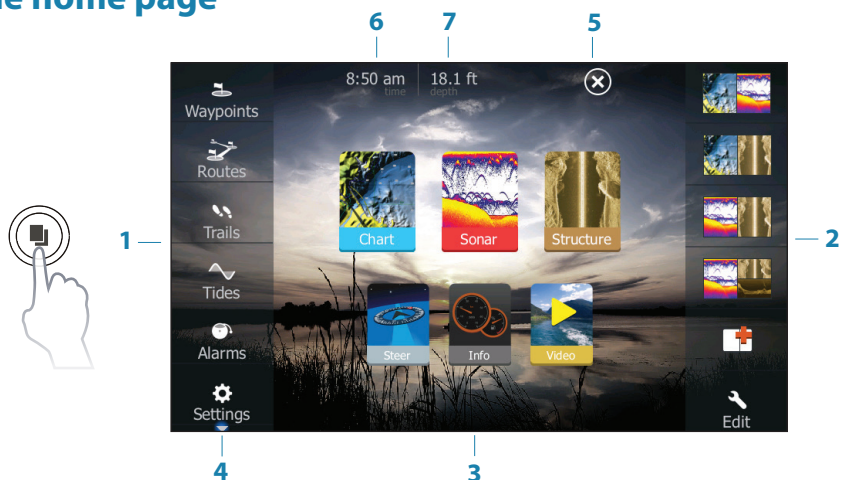 e home page
6
7
5
8:50 am
time
18.1 ft
depth
Waypoints
Routes
Trails
Tides
Alarms
Settings
1
Chart
Sonar
Structure
Steer
Info
Video
2
Edit
4
3